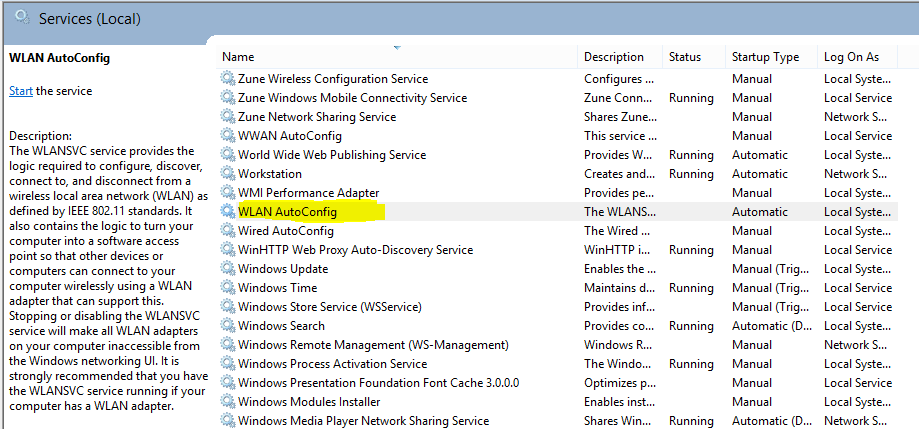 Services (Local)
WLAN AutoConfig
Start the service
Description:
The WLANSVC service provides the
logic required to configure, discover,
connect to, and disconnect from a
wireless local area network (WLAN) as
defined by IEEE 802.11 standards. It
also contains the logic to turn your
computer into a software access
point so that other devices or
computers can connect to your
computer wirelessly using a WLAN
adapter that can support this.
Stopping or disabling the WLANSVC
service will make all WLAN adapters
on your computer inaccessible from
the Windows networking UI. It is
strongly recommended that you have
the WLANSVC service running if your
computer has a WLAN adapter.
Name Description Status Startup Type Log On As
Zune Wireless Configuration Service Configures ... Manual Local Syste...
Zune Windows Mobile Connectivity Service Zune Conn... Running Manual Local Service
Zune Network Sharing Service Shares Zune... Manual Network S...
WWAN AutoConfig This service ... Manual Local Service
World Wide Web Publishing Service Provides W... Running Automatic Local Syste...
Workstation Creates and... Running Automatic Network S...
WMI Performance Adapter Provides pe... Manual Local Syste...
WLAN AutoConfig The WLANS... Automatic Local Syste...
Wired AutoConfig The Wired ... Manual Local Syste...
WinHTTP Web Proxy Auto-Discovery Service WinHTTP i... Running Manual Local Service
Windows Update Enables the ... Manual (Trig... Local Syste...
Windows Time Maintains d... Running Manual (Trig... Local Service
Windows Store Service (WSService) Provides inf... Manual (Trig... Local Syste...
Windows Search Provides co... Running Automatic (D... Local Syste...
Windows Remote Management (WS-Management) Windows R... Manual Network S...
Windows Process Activation Service The Windo... Running Manual Local Syste...
Windows Presentation Foundation Font Cache 3.0.0.0 Optimizes p... Manual Local Service
Windows Modules Installer Enables inst... Manual Local Syste...
Windows Media Player Network Sharing Service Shares Win... Running Automatic (D... Network S...